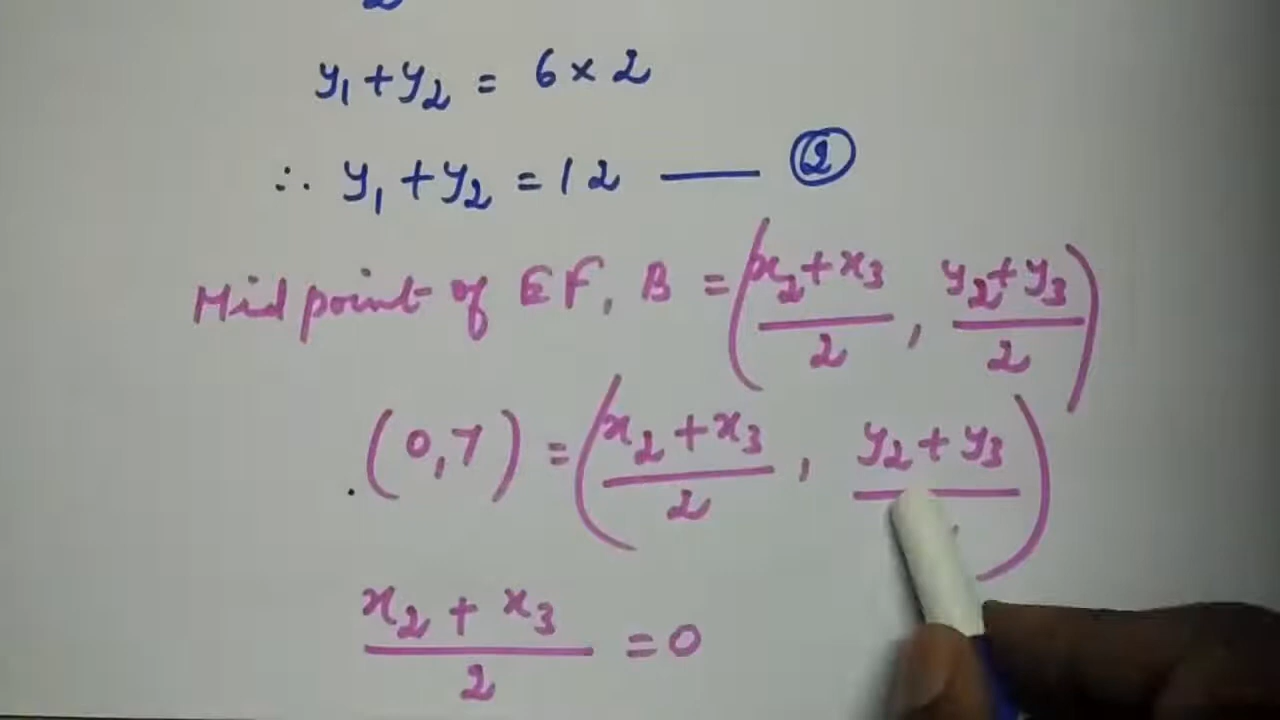 y₁ + y₂ = 6 × 2
∴ y₁ + y₂ = 12 —— ②
Mid point of EF, B = ( (x₂ + x₃)/2 , (y₂ + y₃)/2 )
(0, 7) = ( (x₂ + x₃)/2 , (y₂ + y₃)/ )
(x₂ + x₃)/2 = 0